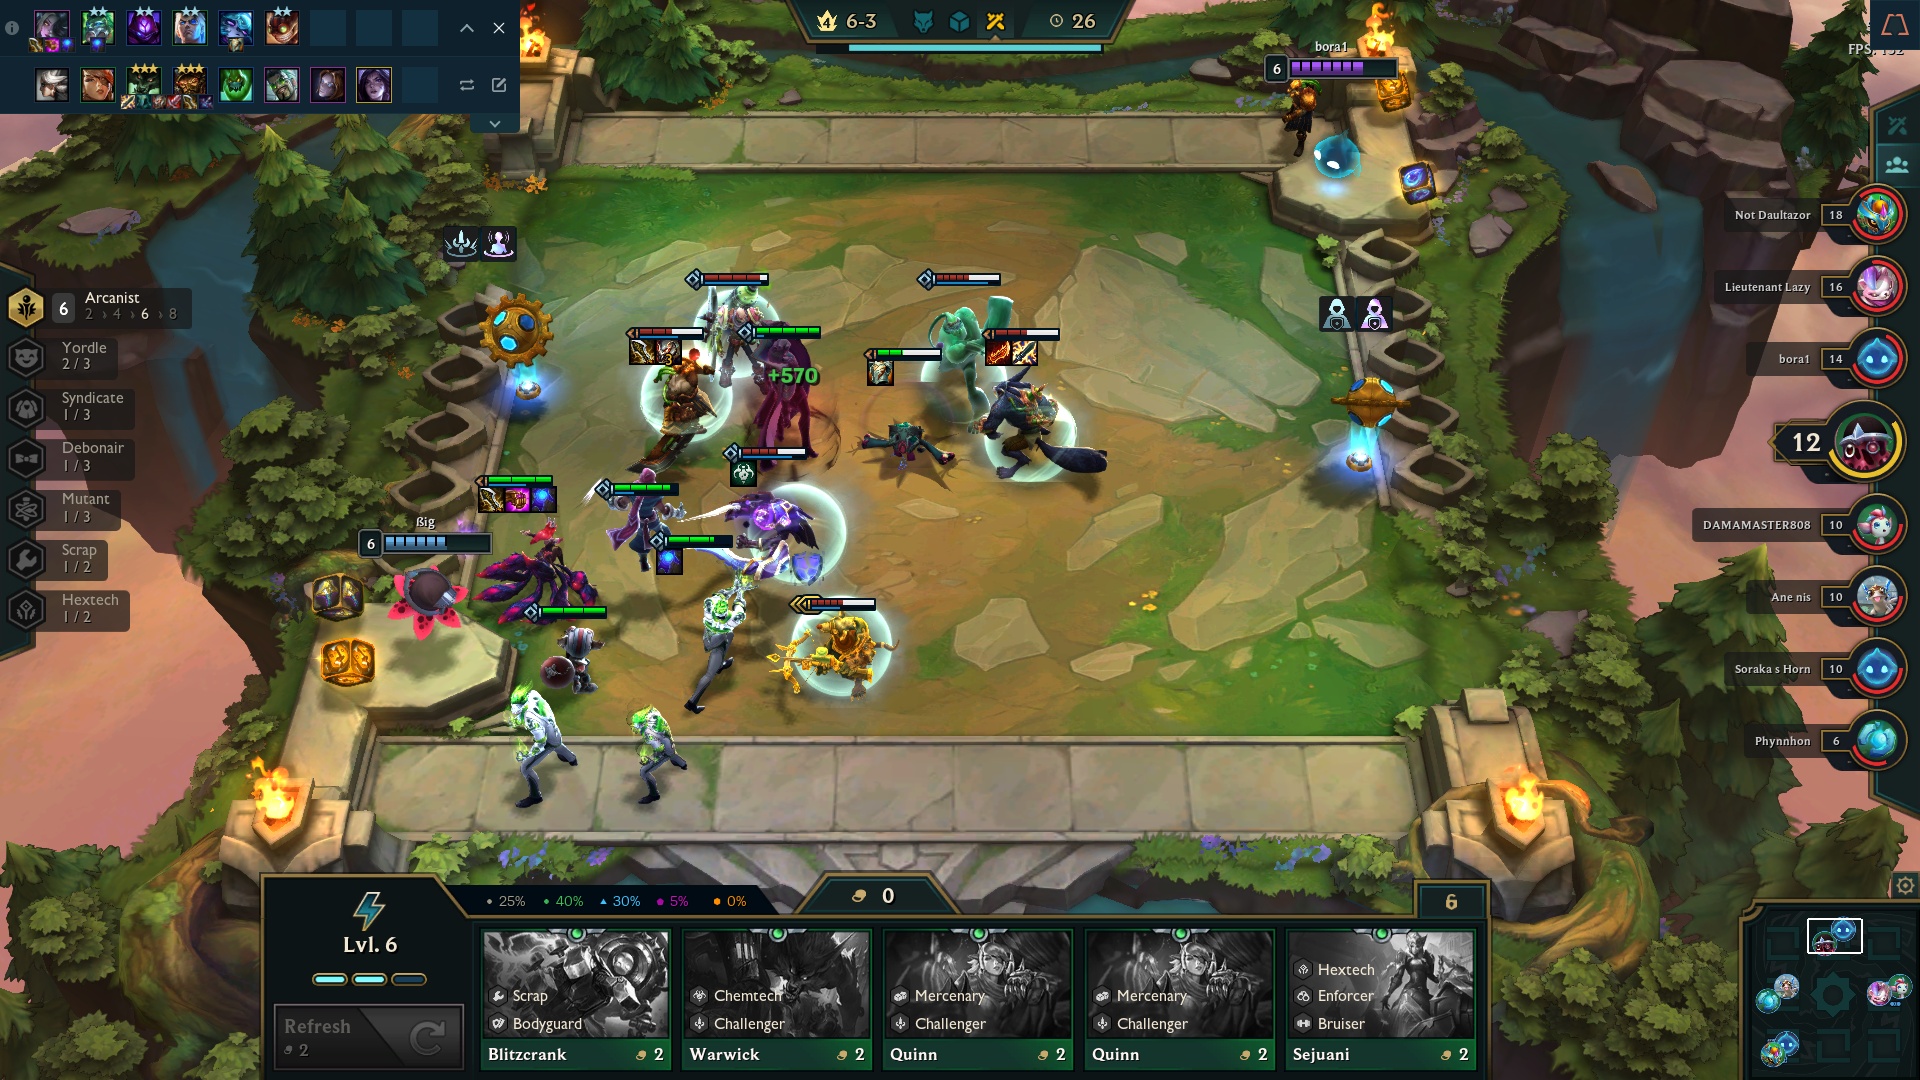 6-3
26
FPS: 132
bora1
6
6
Arcanist
2 › 4 › 6 › 8
Yordle
2 / 3
Syndicate
1 / 3
Debonair
1 / 3
Mutant
1 / 3
Scrap
1 / 2
Hextech
1 / 2
ßig
6
+570
3
Not Daultazor 18
Lieutenant Lazy 16
bora1 14
12
DAMAMASTER808 10
Ane nis 10
Soraka s Horn 10
Phynnhon 6
25% 40% 30% 5% 0%
0
6
Lvl. 6
Refresh
2
Scrap
Bodyguard
Blitzcrank 2
Chemtech
Challenger
Warwick 2
Mercenary
Challenger
Quinn 2
Mercenary
Challenger
Quinn 2
Hextech
Enforcer
Bruiser
Sejuani 2